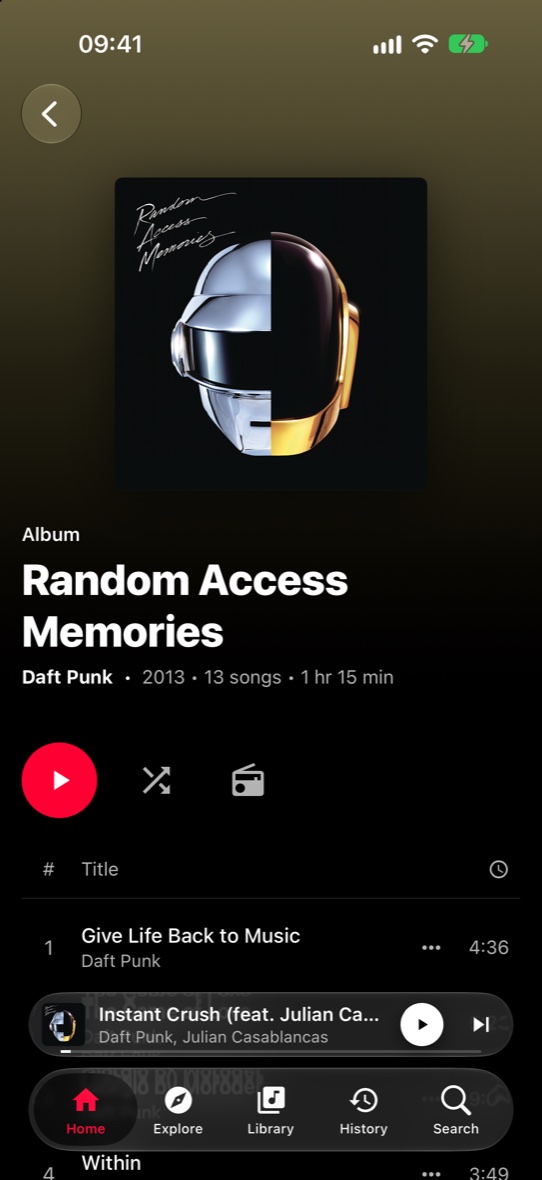 09:41
Random
Access
Memories
Album
Random Access
Memories
Daft Punk • 2013 • 13 songs • 1 hr 15 min
# Title
1 Give Life Back to Music ••• 4:36
Daft Punk
Instant Crush (feat. Julian Ca...
Daft Punk, Julian Casablancas
Home Explore Library History Search
4 Within ••• 3:49